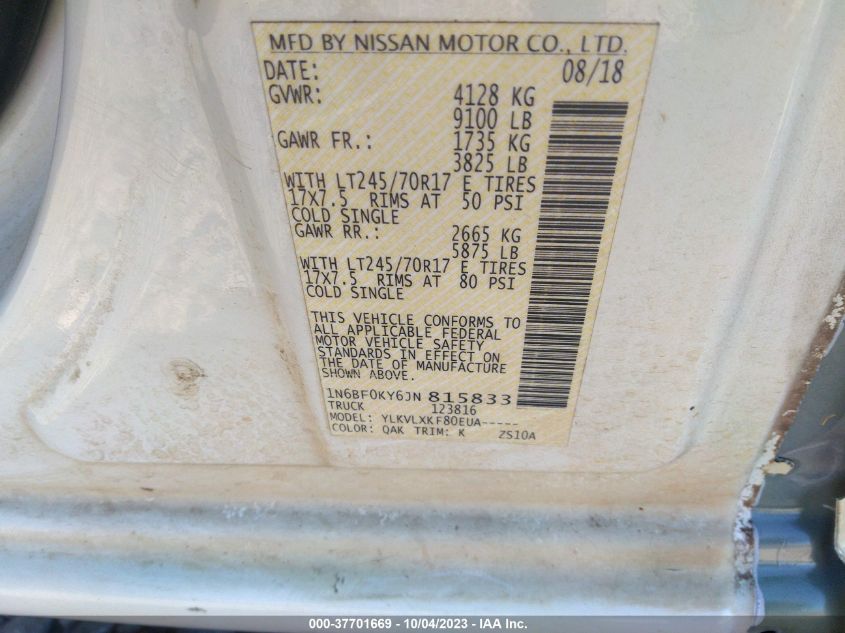 MFD BY NISSAN MOTOR CO., LTD.
DATE: 08/18
GVWR: 4128 KG
9100 LB
GAWR FR.: 1735 KG
3825 LB
WITH LT245/70R17 E TIRES
17X7.5 RIMS AT 50 PSI
COLD SINGLE
GAWR RR.: 2665 KG
5875 LB
WITH LT245/70R17 E TIRES
17X7.5 RIMS AT 80 PSI
COLD SINGLE
THIS VEHICLE CONFORMS TO
ALL APPLICABLE FEDERAL
MOTOR VEHICLE SAFETY
STANDARDS IN EFFECT ON
THE DATE OF MANUFACTURE
SHOWN ABOVE.
1N6BF0KY6JN815833
TRUCK 123816
MODEL: YLKVLXKF80EUA-----
COLOR: QAK TRIM: K ZS10A
000-37701669 - 10/04/2023 - IAA Inc.